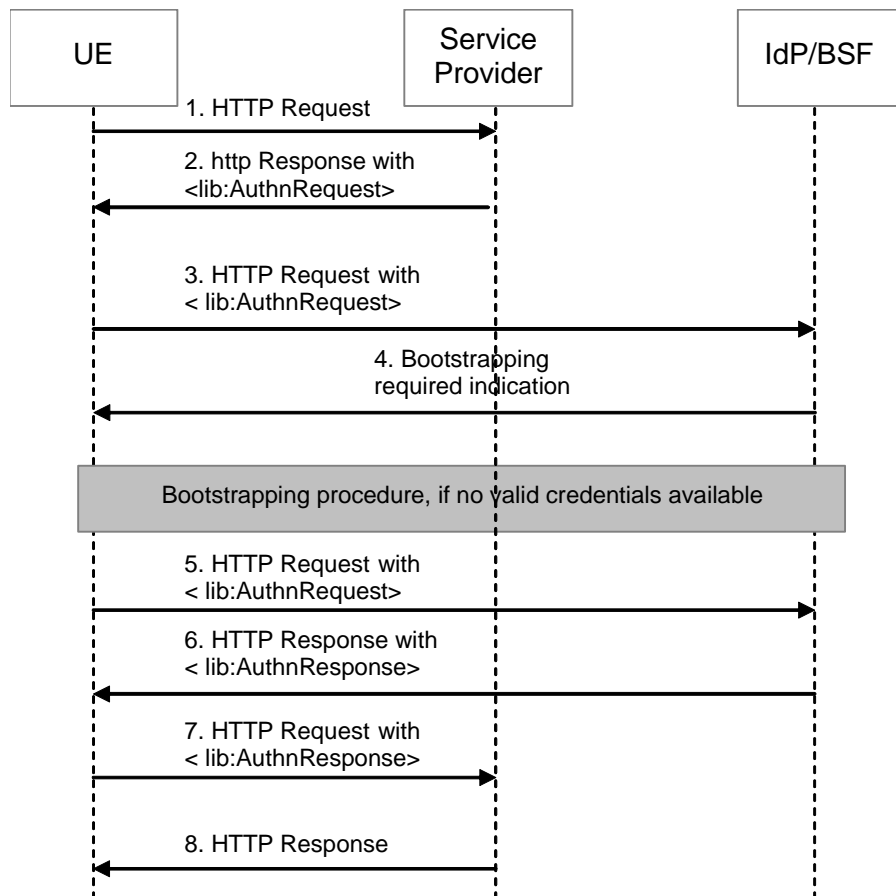 UE
Service
Provider
IdP/BSF
1. HTTP Request
2. http Response with
<lib:AuthnRequest>
3. HTTP Request with
< lib:AuthnRequest>
4. Bootstrapping
required indication
Bootstrapping procedure, if no valid credentials available
5. HTTP Request with
< lib:AuthnRequest>
6. HTTP Response with
< lib:AuthnResponse>
7. HTTP Request with
< lib:AuthnResponse>
8. HTTP Response